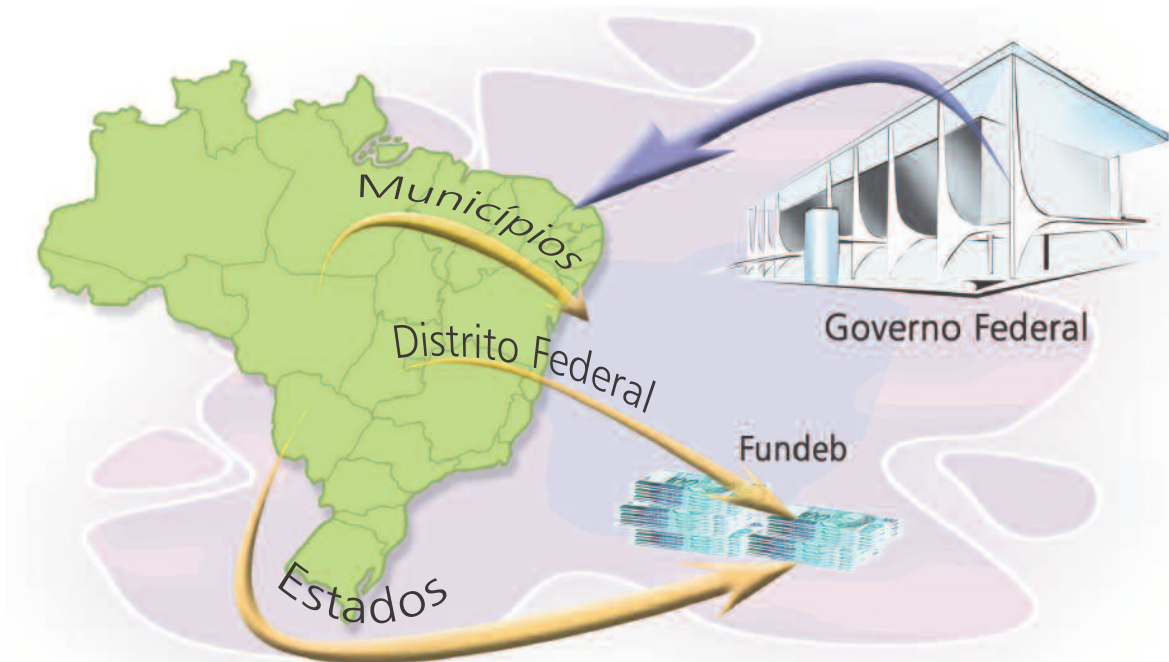 Municípios
Governo Federal
Distrito Federal
Fundeb
Estados